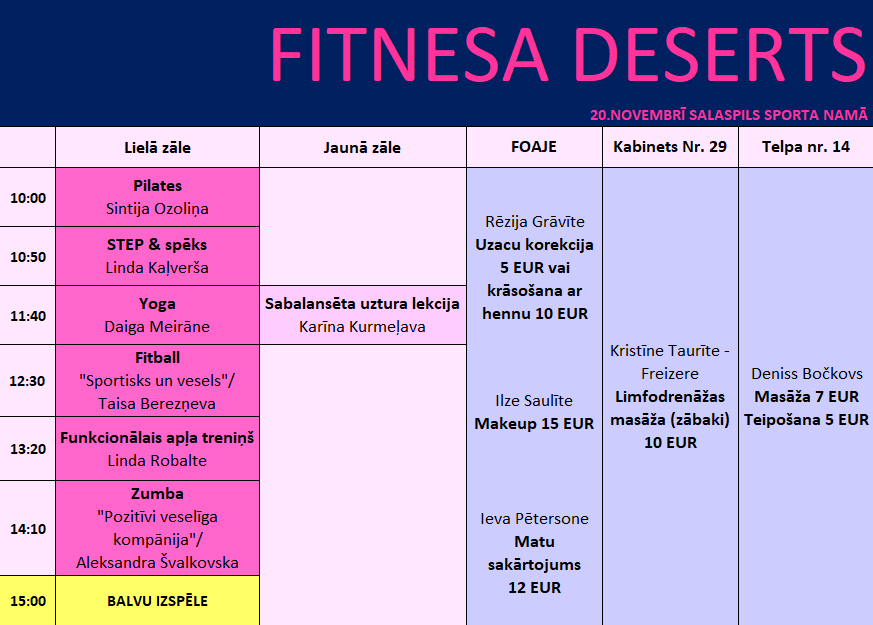 FITNESA DESERTS
20.NOVEMBRĪ SALASPILS SPORTA NAMĀ
Lielā zāle
Jaunā zāle
FOAJE
Kabinets Nr. 29
Telpa nr. 14
10:00
Pilates
Sintija Ozoliņa
10:50
STEP & spēks
Linda Kaļverša
11:40
Yoga
Daiga Meirāne
Sabalansēta uztura lekcija
Karīna Kurmeļava
12:30
Fitball
"Sportisks un vesels"/
Taisa Berezņeva
13:20
Funkcionālais apļa treniņš
Linda Robalte
14:10
Zumba
"Pozitīvi veselīga
kompānija"/
Aleksandra Švalkovska
15:00
BALVU IZSPĒLE
Rēzija Grāvīte
Uzacu korekcija
5 EUR vai
krāsošana ar
hennu 10 EUR
Ilze Saulīte
Makeup 15 EUR
Ieva Pētersone
Matu
sakārtojums
12 EUR
Kristīne Taurīte -
Freizere
Limfodrenāžas
masāža (zābaki)
10 EUR
Deniss Bočkovs
Masāža 7 EUR
Teipošana 5 EUR